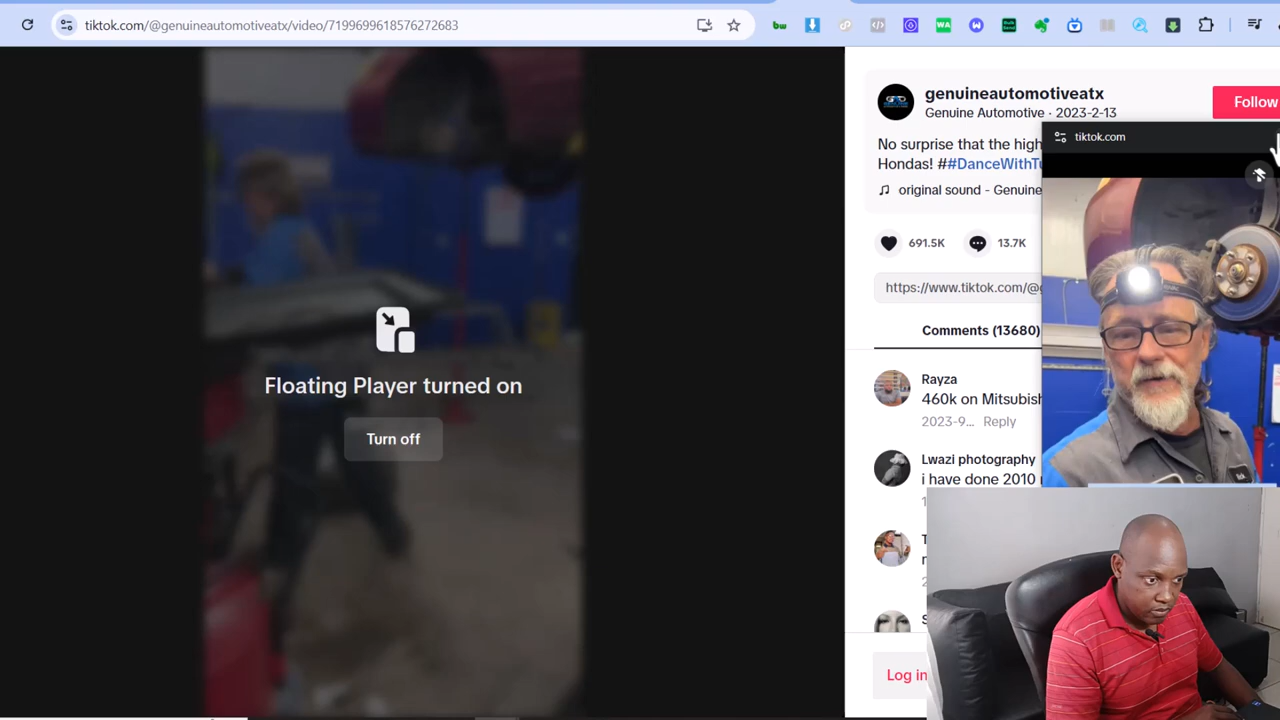 tiktok.com/@genuineautomotiveatx/video/7199699618576272683
genuineautomotiveatx
Genuine Automotive · 2023-2-13
Follow
No surprise that the high
Hondas! ##DanceWithTu
original sound - Genuine
tiktok.com
691.5K
13.7K
https://www.tiktok.com/@g
Comments (13680)
Floating Player turned on
Turn off
Rayza
460k on Mitsubish
2023-9... Reply
Lwazi photography
i have done 2010
Log in